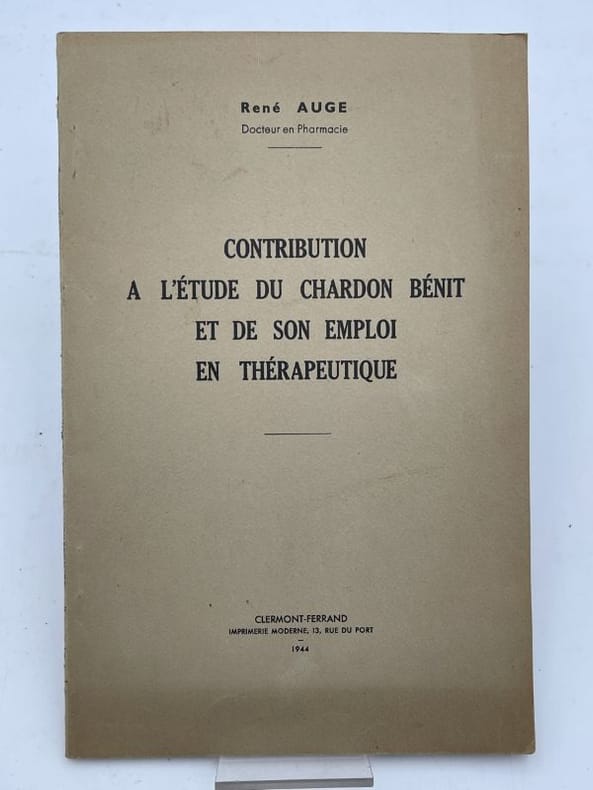 René AUGE
Docteur en Pharmacie
CONTRIBUTION
A L'ÉTUDE DU CHARDON BÉNIT
ET DE SON EMPLOI
EN THÉRAPEUTIQUE
CLERMONT-FERRAND
IMPRIMERIE MODERNE, 13, RUE DU PORT
1944